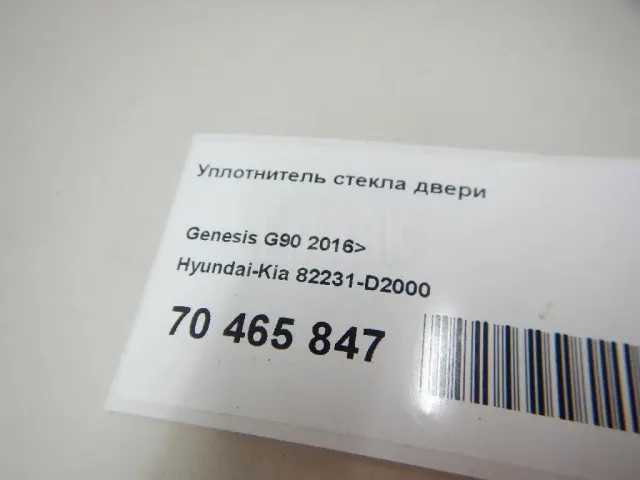 Уплотнитель стекла двери
Genesis G90 2016>
Hyundai-Kia 82231-D2000
70 465 847